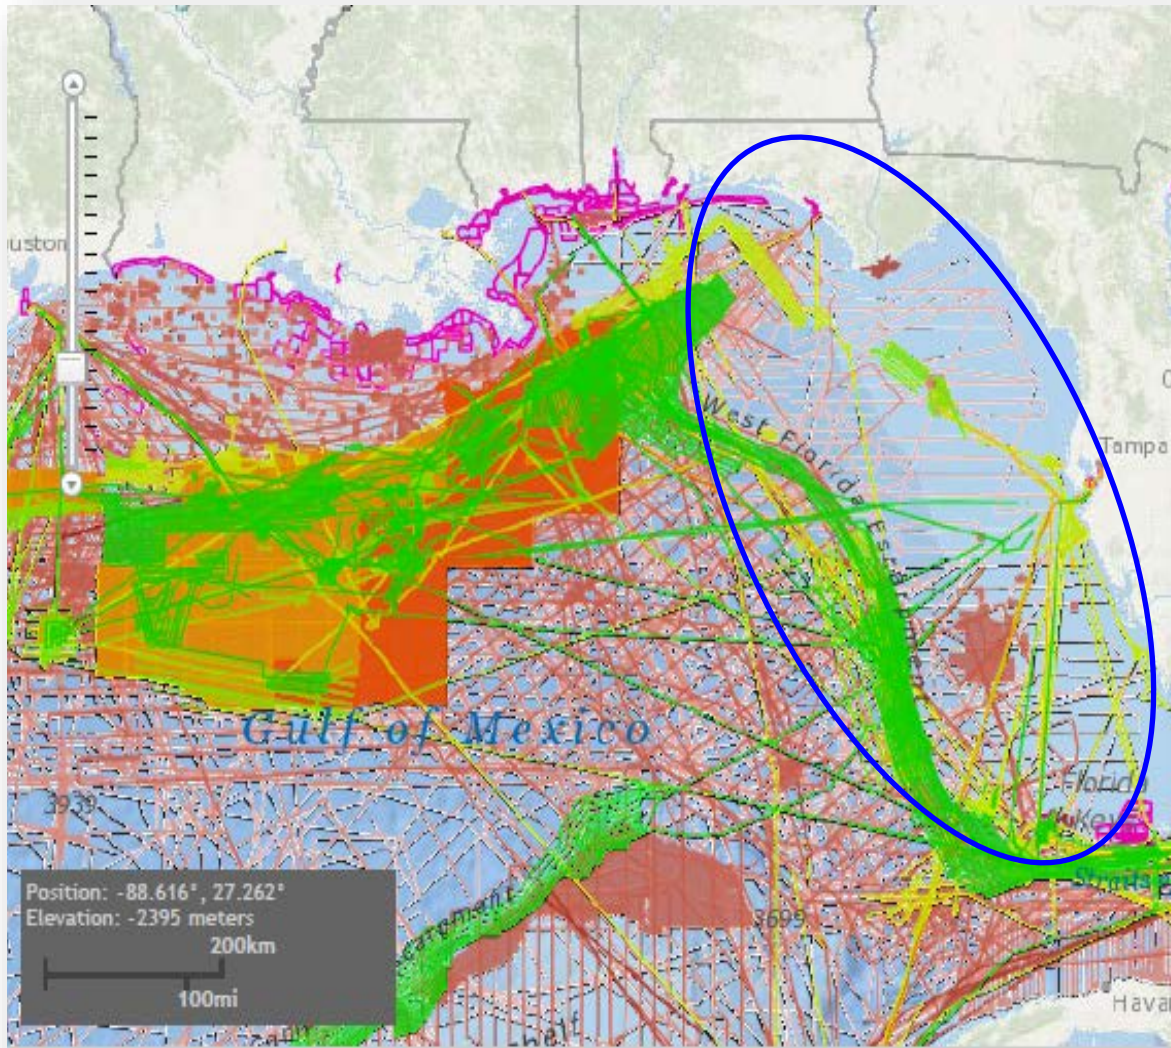 uston
Tampa
West Florida
Gulf of Mexico
3939
Florida
Keys
Straits
3699
Position: -88.616°, 27.262°
Elevation: -2395 meters
200km
100mi
Hava